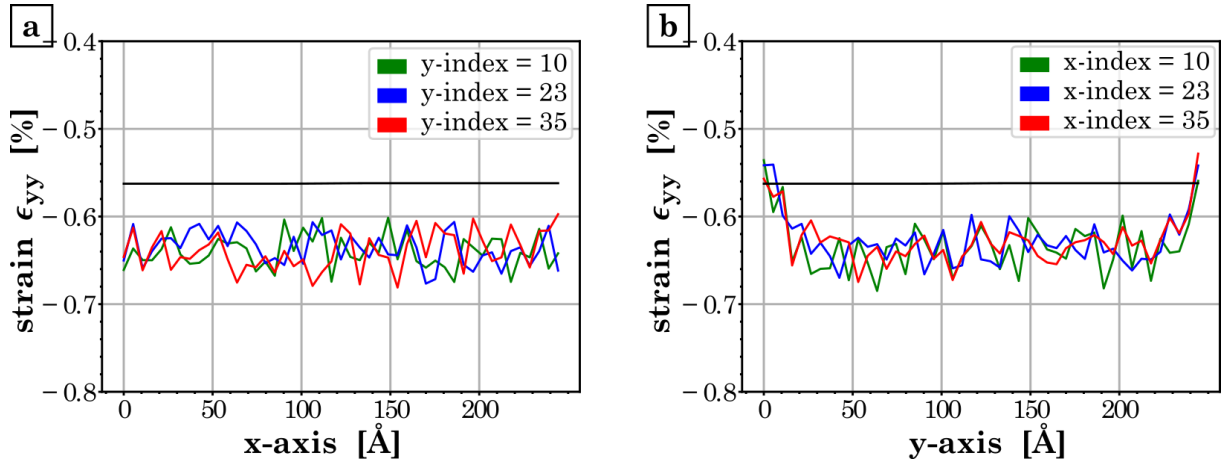 a
strain ϵyy [%]
−0.4
−0.5
−0.6
−0.7
−0.8
y-index = 10
y-index = 23
y-index = 35
0 50 100 150 200
x-axis [Å]
b
strain ϵyy [%]
−0.4
−0.5
−0.6
−0.7
−0.8
x-index = 10
x-index = 23
x-index = 35
0 50 100 150 200
y-axis [Å]